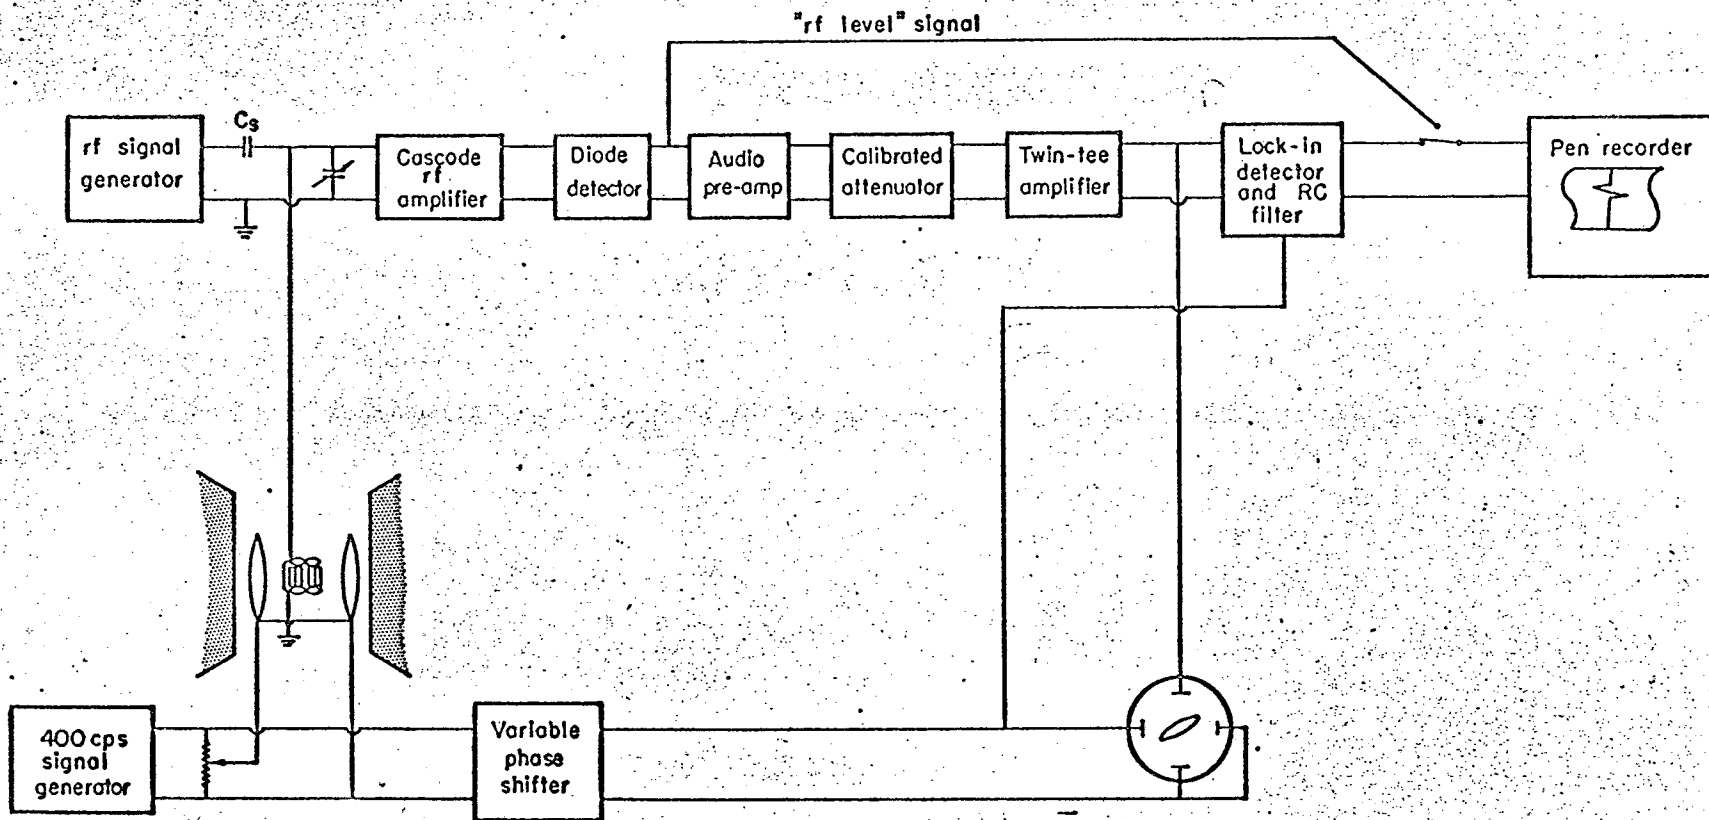 "rf level" signal
Cs
rf signal
generator
Cascode
rf
amplifier
Diode
detector
Audio
pre-amp
Calibrated
attenuator
Twin-tee
amplifier
Lock-in
detector
and RC
filter
Pen recorder
400 cps
signal
generator
Variable
phase
shifter